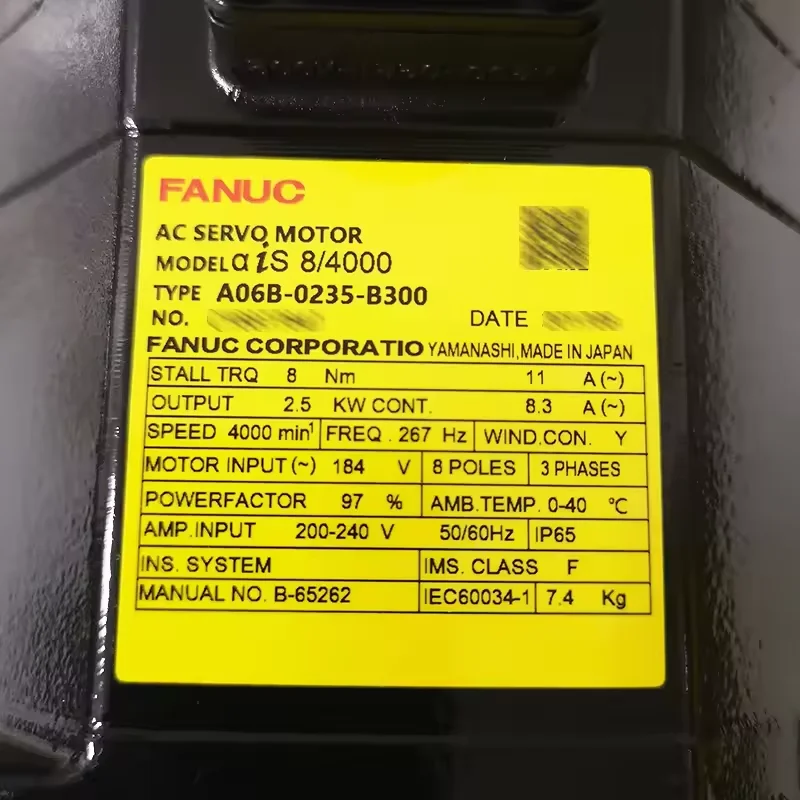 FANUC
AC SERVO MOTOR
MODEL αiS 8/4000
TYPE A06B-0235-B300
NO. DATE
FANUC CORPORATIO YAMANASHI,MADE IN JAPAN
STALL TRQ 8 Nm 11 A(~)
OUTPUT 2.5 KW CONT. 8.3 A(~)
SPEED 4000 min¹ FREQ. 267 Hz WIND.CON. Y
MOTOR INPUT(~) 184 V 8 POLES 3 PHASES
POWERFACTOR 97 % AMB.TEMP. 0-40 ℃
AMP.INPUT 200-240 V 50/60Hz IP65
INS. SYSTEM IMS. CLASS F
MANUAL NO. B-65262 IEC60034-1 7.4 Kg